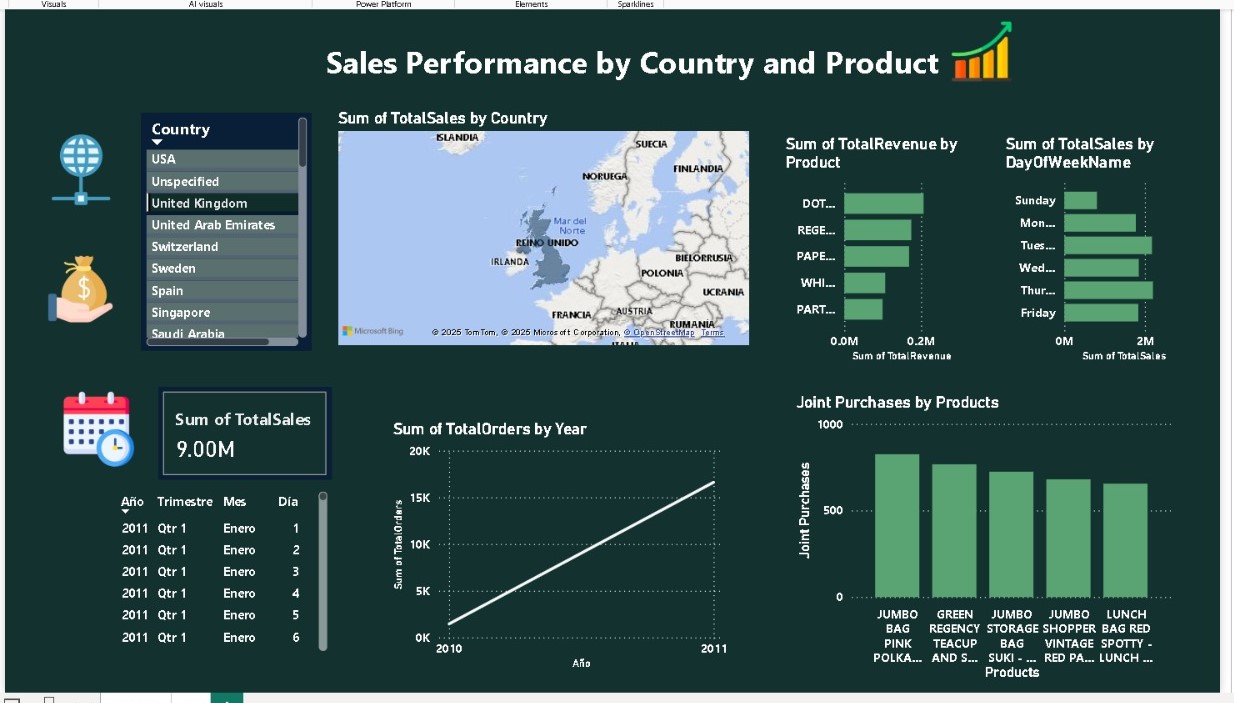 Visuals
AI visuals
Power Platform
Elements
Sparklines
Sales Performance by Country and Product
Country
USA
Unspecified
United Kingdom
United Arab Emirates
Switzerland
Sweden
Spain
Singapore
Saudi Arabia
Sum of TotalSales by Country
ISLANDIA
SUECIA
FINLANDIA
NORUEGA
Mar del
Norte
REINO UNIDO
IRLANDA
BIELORRUSIA
POLONIA
UCRANIA
FRANCIA
AUSTRIA
RUMANIA
ITALIA
Microsoft Bing
© 2025 TomTom, © 2025 Microsoft Corporation, © OpenStreetMap Terms
Sum of TotalRevenue by
Product
DOT...
REGE...
PAPE...
WHI...
PART...
0.0M 0.2M
Sum of TotalRevenue
Sum of TotalSales by
DayOfWeekName
Sunday
Mon...
Tues...
Wed...
Thur...
Friday
0M 2M
Sum of TotalSales
$
Sum of TotalSales
9.00M
Año Trimestre Mes Día
2011 Qtr 1 Enero 1
2011 Qtr 1 Enero 2
2011 Qtr 1 Enero 3
2011 Qtr 1 Enero 4
2011 Qtr 1 Enero 5
2011 Qtr 1 Enero 6
Sum of TotalOrders by Year
Sum of TotalOrders
20K
15K
10K
5K
0K
2010 2011
Año
Joint Purchases by Products
Joint Purchases
1000
500
0
JUMBO
BAG
PINK
POLKA...
GREEN
REGENCY
TEACUP
AND S...
JUMBO
STORAGE
BAG
SUKI - ...
JUMBO
SHOPPER
VINTAGE
RED PA...
LUNCH
BAG RED
SPOTTY -
LUNCH ...
Products